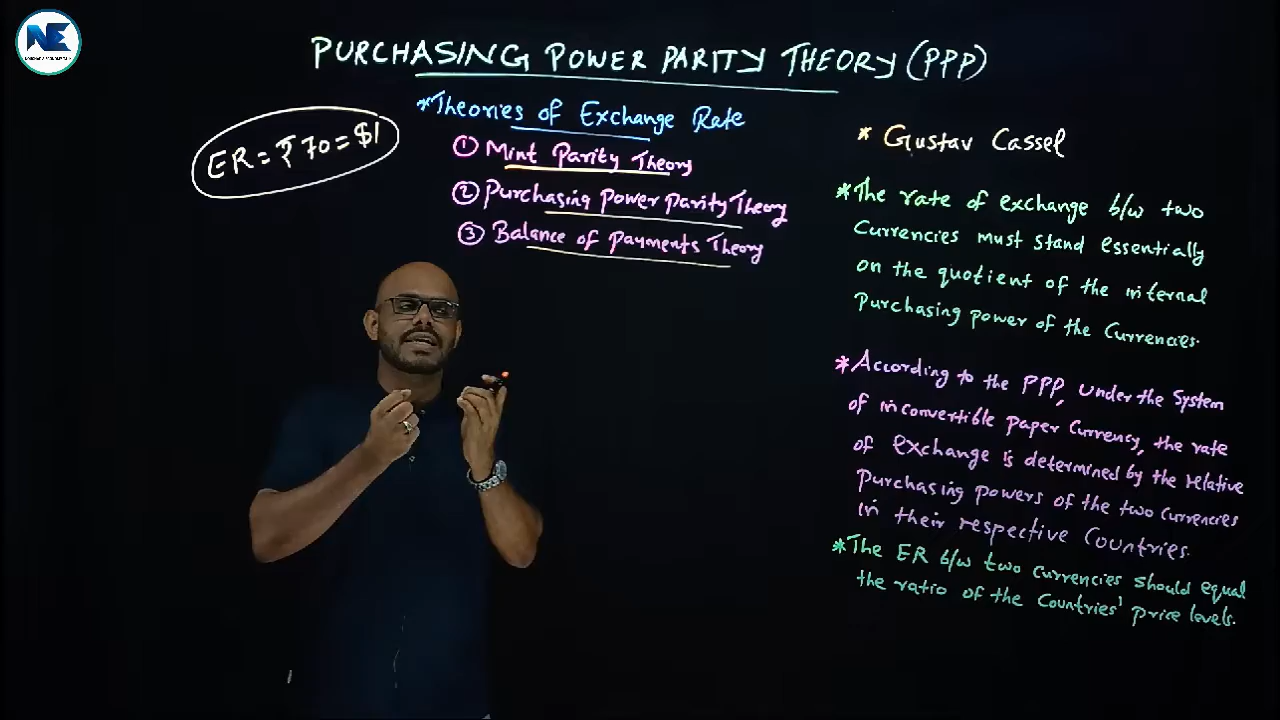 NE
PURCHASING POWER PARITY THEORY (PPP)
*Theories of Exchange Rate
ER = ₹ 70 = $1
① Mint Parity Theory
② Purchasing Power Parity Theory
③ Balance of Payments Theory
* Gustav Cassel
*The rate of exchange b/w two
Currencies must stand essentially
on the quotient of the internal
Purchasing power of the Currencies.
*According to the PPP, under the System
of inconvertible paper Currency, the rate
of exchange is determined by the relative
Purchasing powers of the two Currencies
in their respective Countries.
*The ER b/w two currencies should equal
the ratio of the Countries' price levels.